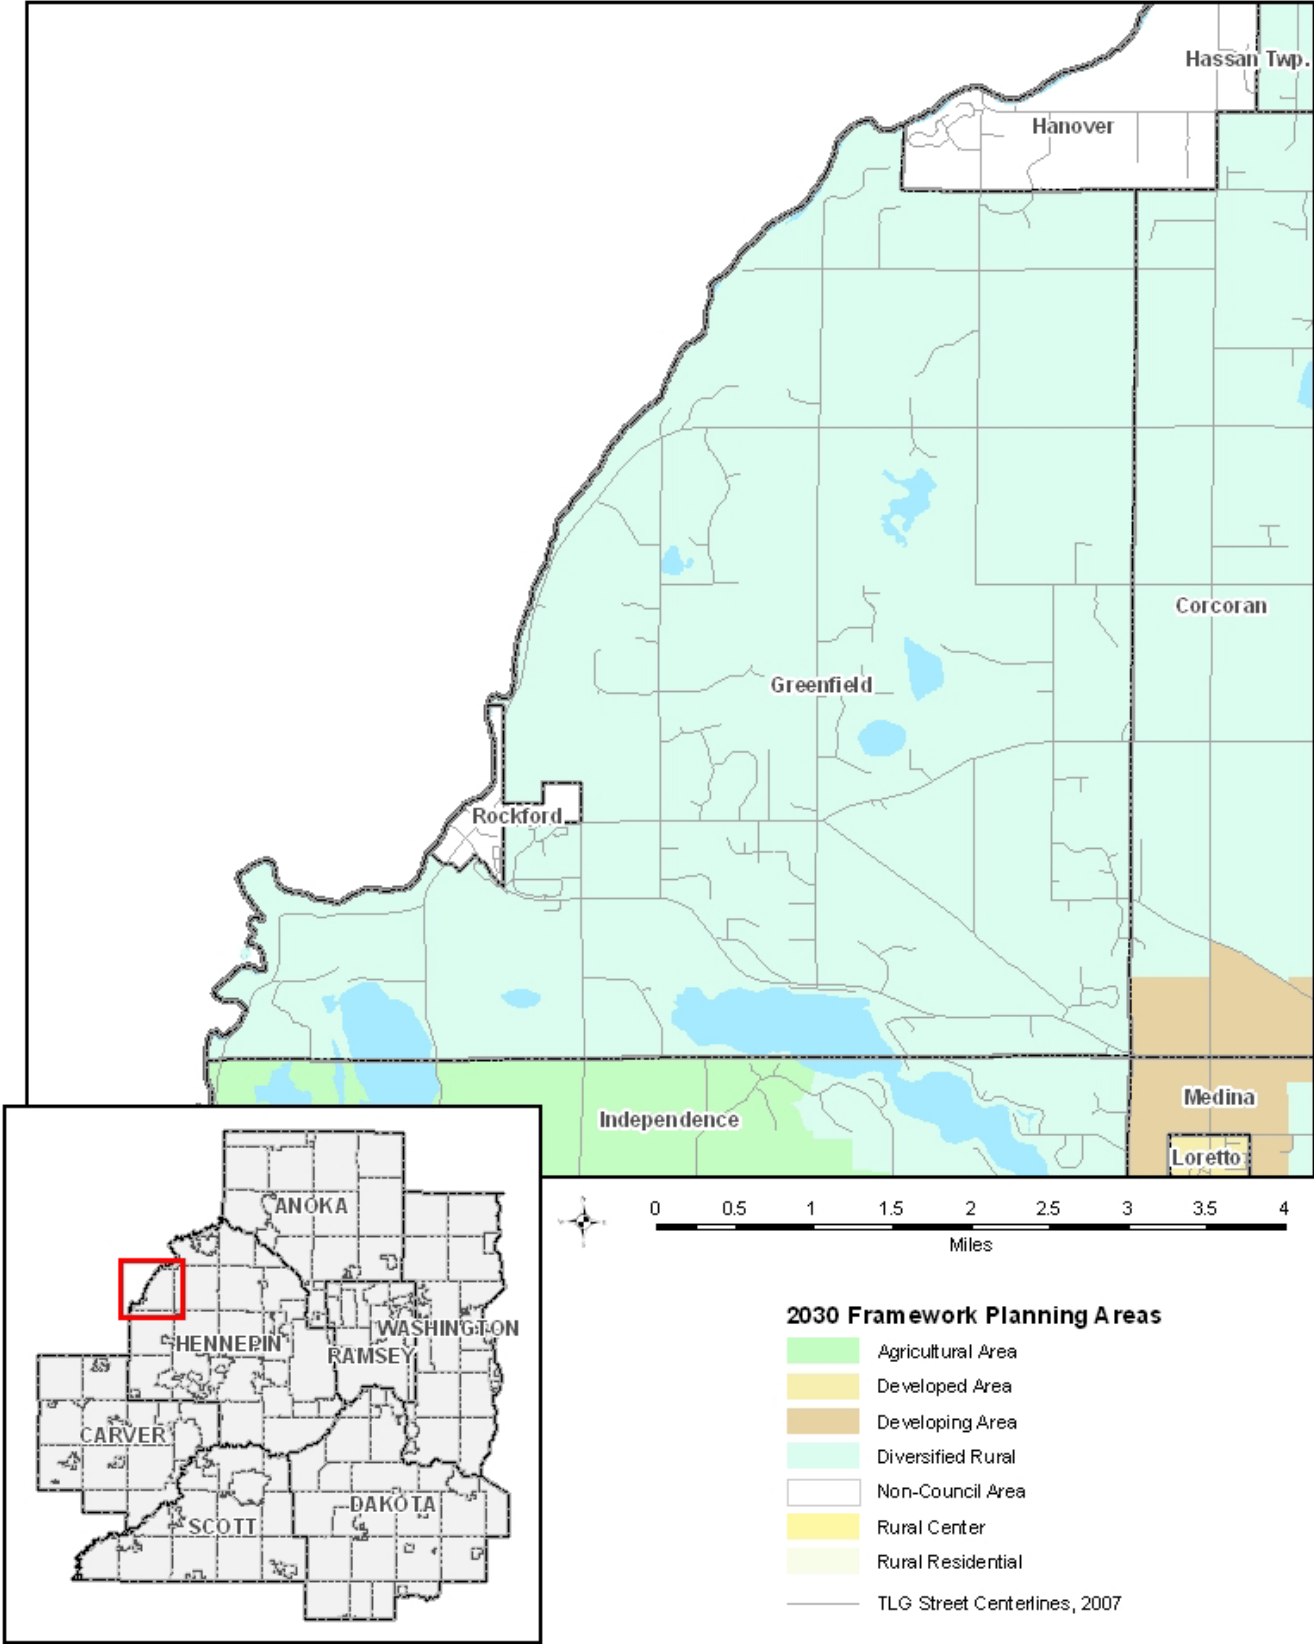 Hassan Twp.
Hanover
Corcoran
Greenfield
Rockford
Medina
Independence
Loretto
ANOKA
WASHINGTON
HENNEPIN
RAMSEY
CARVER
DAKOTA
SCOTT
0 0.5 1 1.5 2 2.5 3 3.5 4
Miles
2030 Framework Planning Areas
Agricultural Area
Developed Area
Developing Area
Diversified Rural
Non-Council Area
Rural Center
Rural Residential
TLG Street Centerlines, 2007